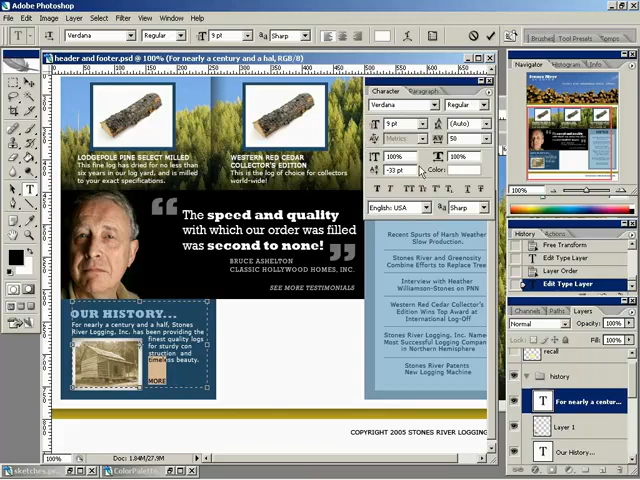 Adobe Photoshop
File Edit Image Layer Select Filter View Window Help
Verdana Regular 9 pt Sharp
Brushes Tool Presets Comps
header and footer.psd @ 100% (For nearly a century and a hal, RGB/8)
LODGEPOLE PINE SELECT MILLED
This fine log has dried for no less than
six years in our log yard, and is milled
to your exact specifications.
WESTERN RED CEDAR
COLLECTOR'S EDITION
This is the log of choice for collectors
world-wide!
The speed and quality
with which our order was filled
was second to none!
BRUCE ASHELTON
CLASSIC HOLLYWOOD HOMES, INC.
SEE MORE TESTIMONIALS
OUR HISTORY...
For nearly a century and a half, Stones
River Logging, Inc. has been providing the
finest quality logs
for sturdy con
struction and
timeless beauty.
MORE
Recent Spurts of Harsh Weather
Slow Production.
Stones River and Greenosity
Combine Efforts to Replace Tree
Interview with Heather
Williamson-Stones on PNN
Western Red Cedar Collector's
Edition Wins Top Award at
International Log-Off
Stones River Logging, Inc. Name
Most Successful Logging Compan
in Northern Hemisphere
Stones River Patents
New Logging Machine
COPYRIGHT 2005 STONES RIVER LOGGING
100% Doc: 1.84M/27.9M
Character Paragraph
Verdana Regular
9 pt (Auto)
Metrics 50
100% 100%
-33 pt Color:
T T TT Tr T T T T
English: USA Sharp
Navigator Histogram Info
100%
Color Swatches Styles
History Actions
Free Transform
Edit Type Layer
Layer Order
Edit Type Layer
Channels Paths Layers
Normal Opacity: 100%
Lock: Fill: 100%
recall
history
For nearly a centur...
Layer 1
Our History...
sketches.p...
ColorPalette...